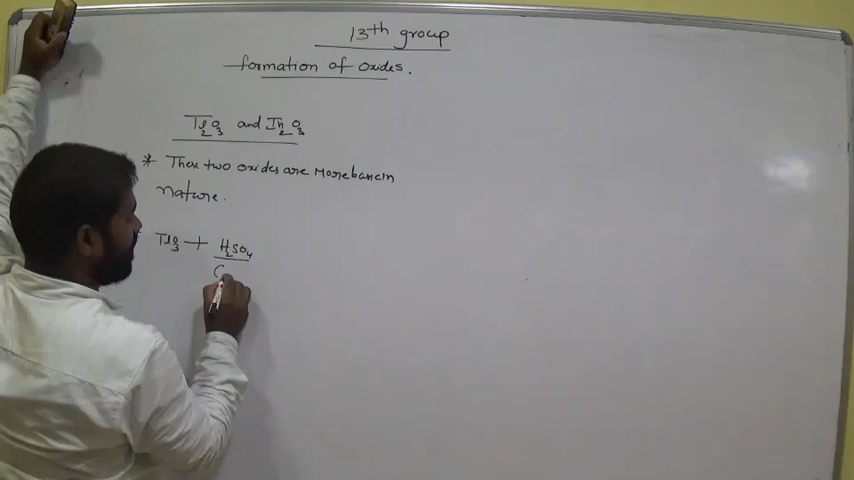 13th group
formation of oxides.
Tl2O3 and In2O3
* These two oxides are More basic in
nature.
Tl2O3 + H2SO4
(